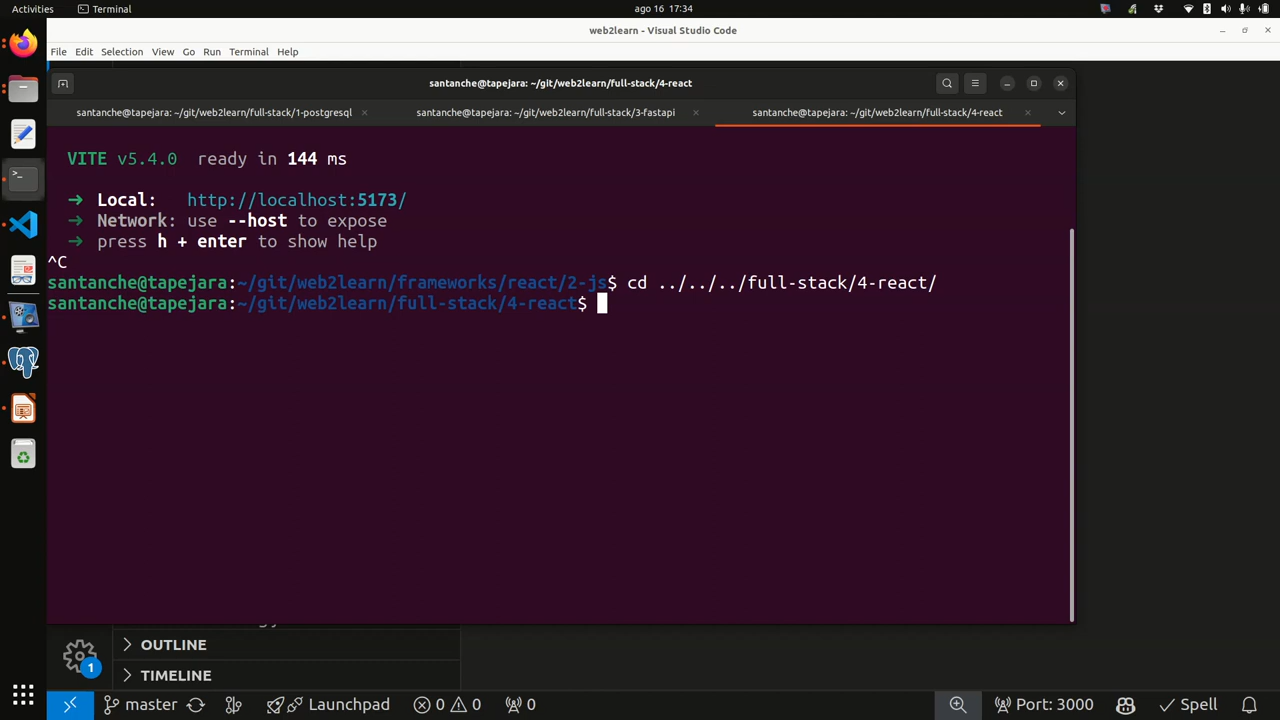 Activities
Terminal
ago 16 17:34
web2learn - Visual Studio Code
File Edit Selection View Go Run Terminal Help
santanche@tapejara: ~/git/web2learn/full-stack/4-react
santanche@tapejara: ~/git/web2learn/full-stack/1-postgresql × santanche@tapejara: ~/git/web2learn/full-stack/3-fastapi × santanche@tapejara: ~/git/web2learn/full-stack/4-react ×
VITE v5.4.0 ready in 144 ms
➜ Local: http://localhost:5173/
➜ Network: use --host to expose
➜ press h + enter to show help
^C
santanche@tapejara:~/git/web2learn/frameworks/react/2-js$ cd ../../../full-stack/4-react/
santanche@tapejara:~/git/web2learn/full-stack/4-react$
OUTLINE
TIMELINE
1
master Launchpad 0 0 0 Port: 3000 Spell